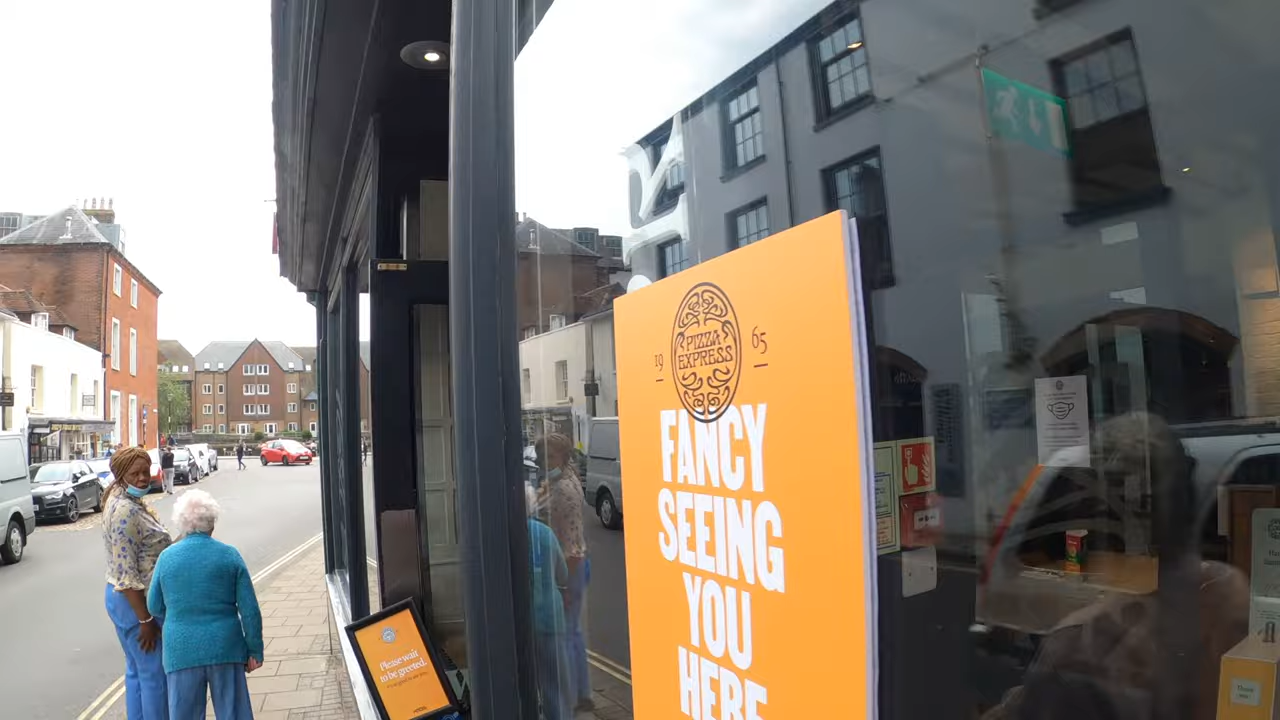 19 PIZZA EXPRESS 65
FANCY
SEEING
YOU
HERE
Please wait
to be greeted.